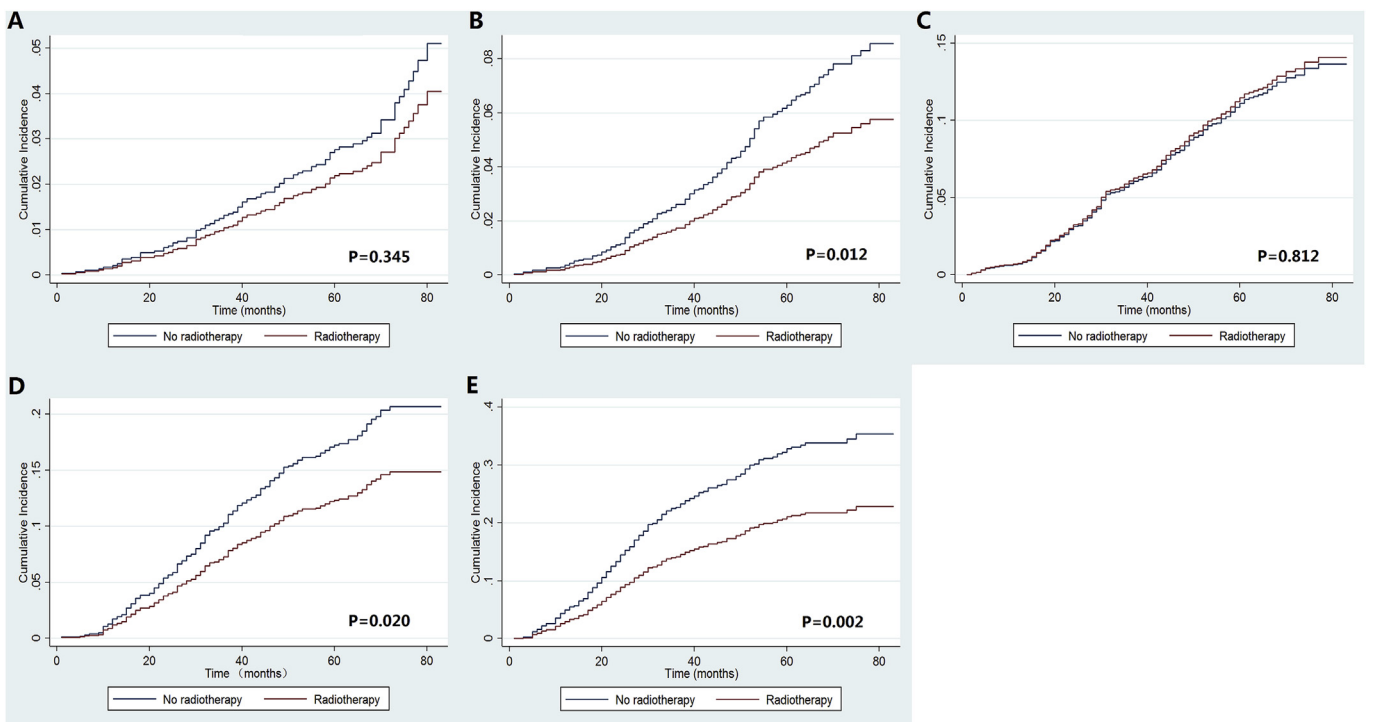 A
Cumulative Incidence
.05
.04
.03
.02
.01
0
P=0.345
0 20 40 60 80
Time (months)
No radiotherapy Radiotherapy
B
Cumulative Incidence
.08
.06
.04
.02
0
P=0.012
0 20 40 60 80
Time (months)
No radiotherapy Radiotherapy
C
Cumulative Incidence
.15
.1
.05
0
P=0.812
0 20 40 60 80
Time (months)
No radiotherapy Radiotherapy
D
Cumulative Incidence
.2
.15
.1
.05
0
P=0.020
0 20 40 60 80
Time （months）
No radiotherapy Radiotherapy
E
Cumulative Incidence
.4
.3
.2
.1
0
P=0.002
0 20 40 60 80
Time (months)
No radiotherapy Radiotherapy